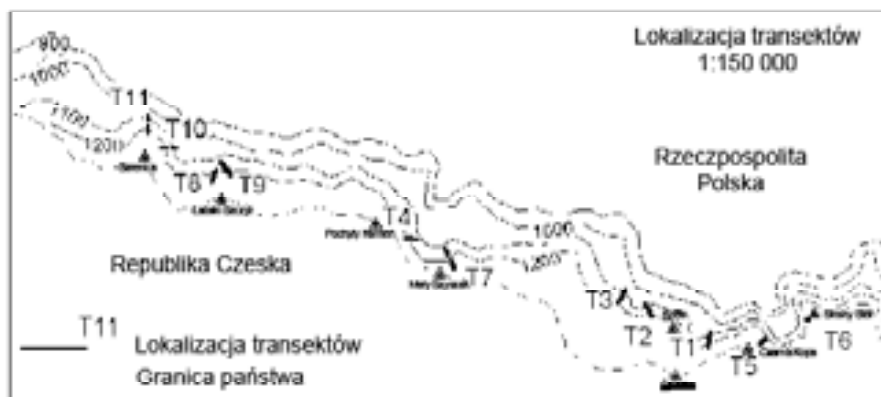 Lokalizacja transektów
1:150 000
900
1000
T11
1100
T10
1200
Rzeczpospolita
Polska
T8
T9
T4
1000
Republika Czeska
1200
T7
T3
T11
T2
T1
T6
T5
Lokalizacja transektów
Granica państwa